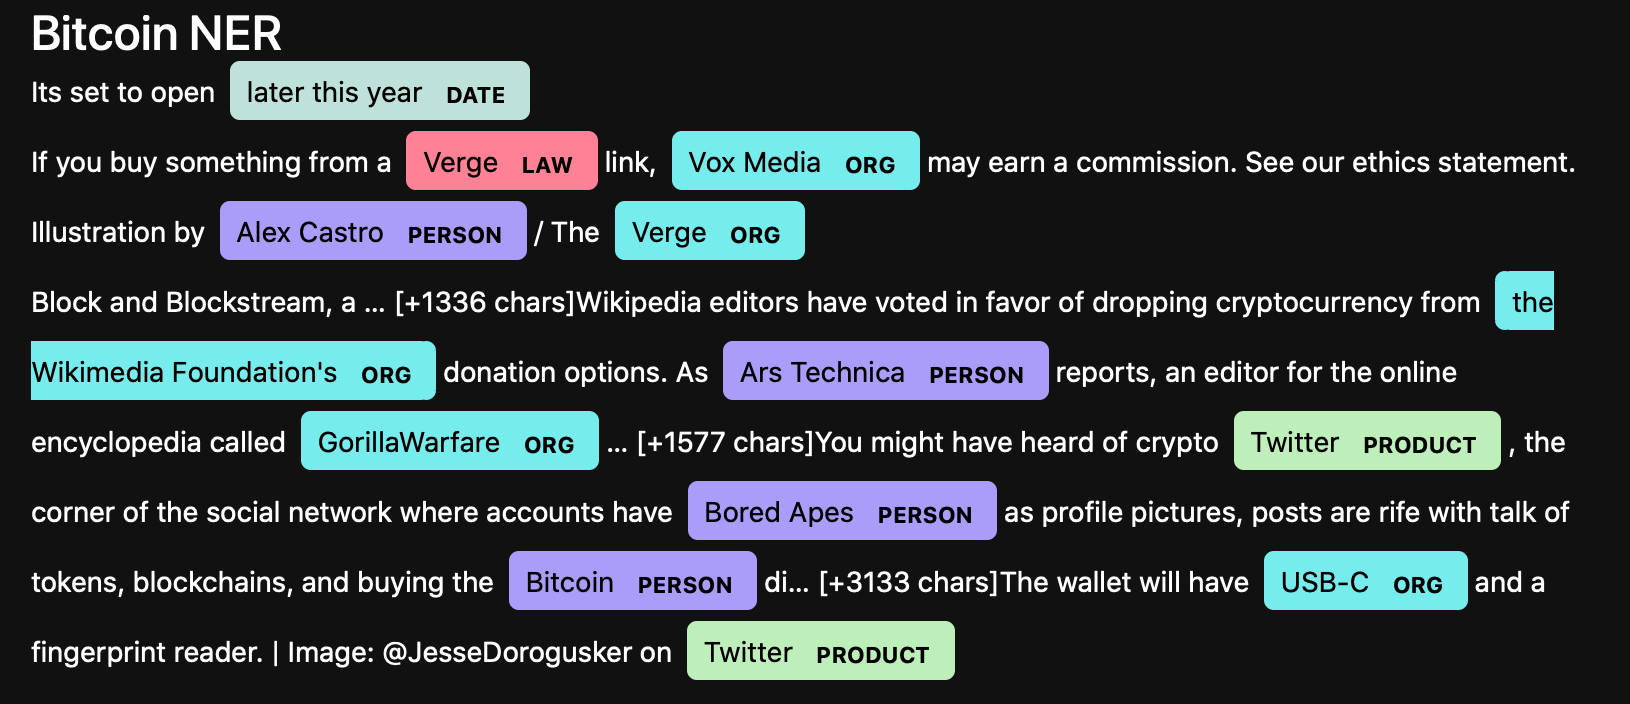 Bitcoin NER
Its set to open later this year DATE
If you buy something from a Verge LAW link, Vox Media ORG may earn a commission. See our ethics statement.
Illustration by Alex Castro PERSON / The Verge ORG
Block and Blockstream, a ... [+1336 chars]Wikipedia editors have voted in favor of dropping cryptocurrency from the
Wikimedia Foundation's ORG donation options. As Ars Technica PERSON reports, an editor for the online
encyclopedia called GorillaWarfare ORG ... [+1577 chars]You might have heard of crypto Twitter PRODUCT , the
corner of the social network where accounts have Bored Apes PERSON as profile pictures, posts are rife with talk of
tokens, blockchains, and buying the Bitcoin PERSON di... [+3133 chars]The wallet will have USB-C ORG and a
fingerprint reader. | Image: @JesseDorogusker on Twitter PRODUCT